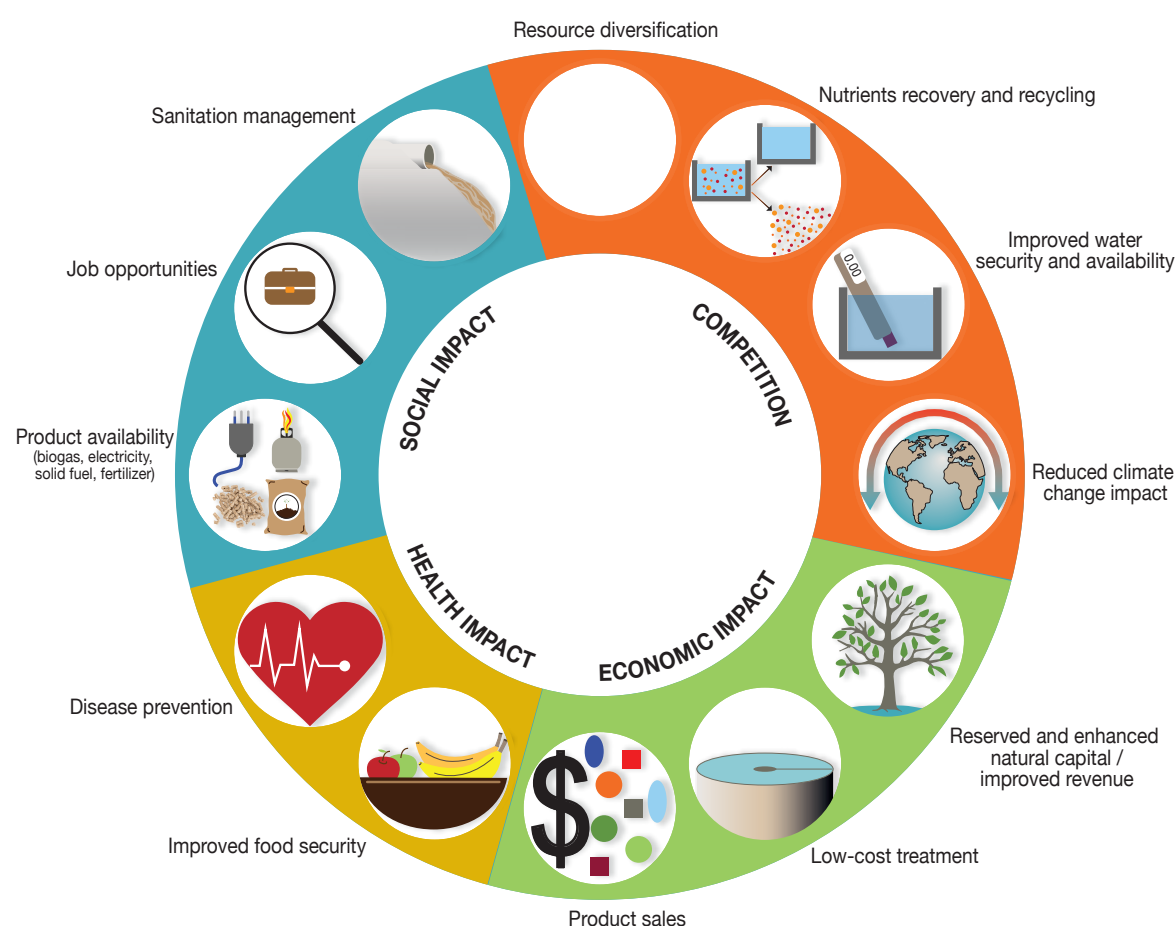 Resource diversification
Nutrients recovery and recycling
Sanitation management
Improved water
security and availability
0.00
Job opportunities
SOCIAL IMPACT
COMPETITION
Product availability
(biogas, electricity,
solid fuel, fertilizer)
Reduced climate
change impact
HEALTH IMPACT
ECONOMIC IMPACT
Disease prevention
Reserved and enhanced
natural capital /
improved revenue
$
Improved food security
Low-cost treatment
Product sales